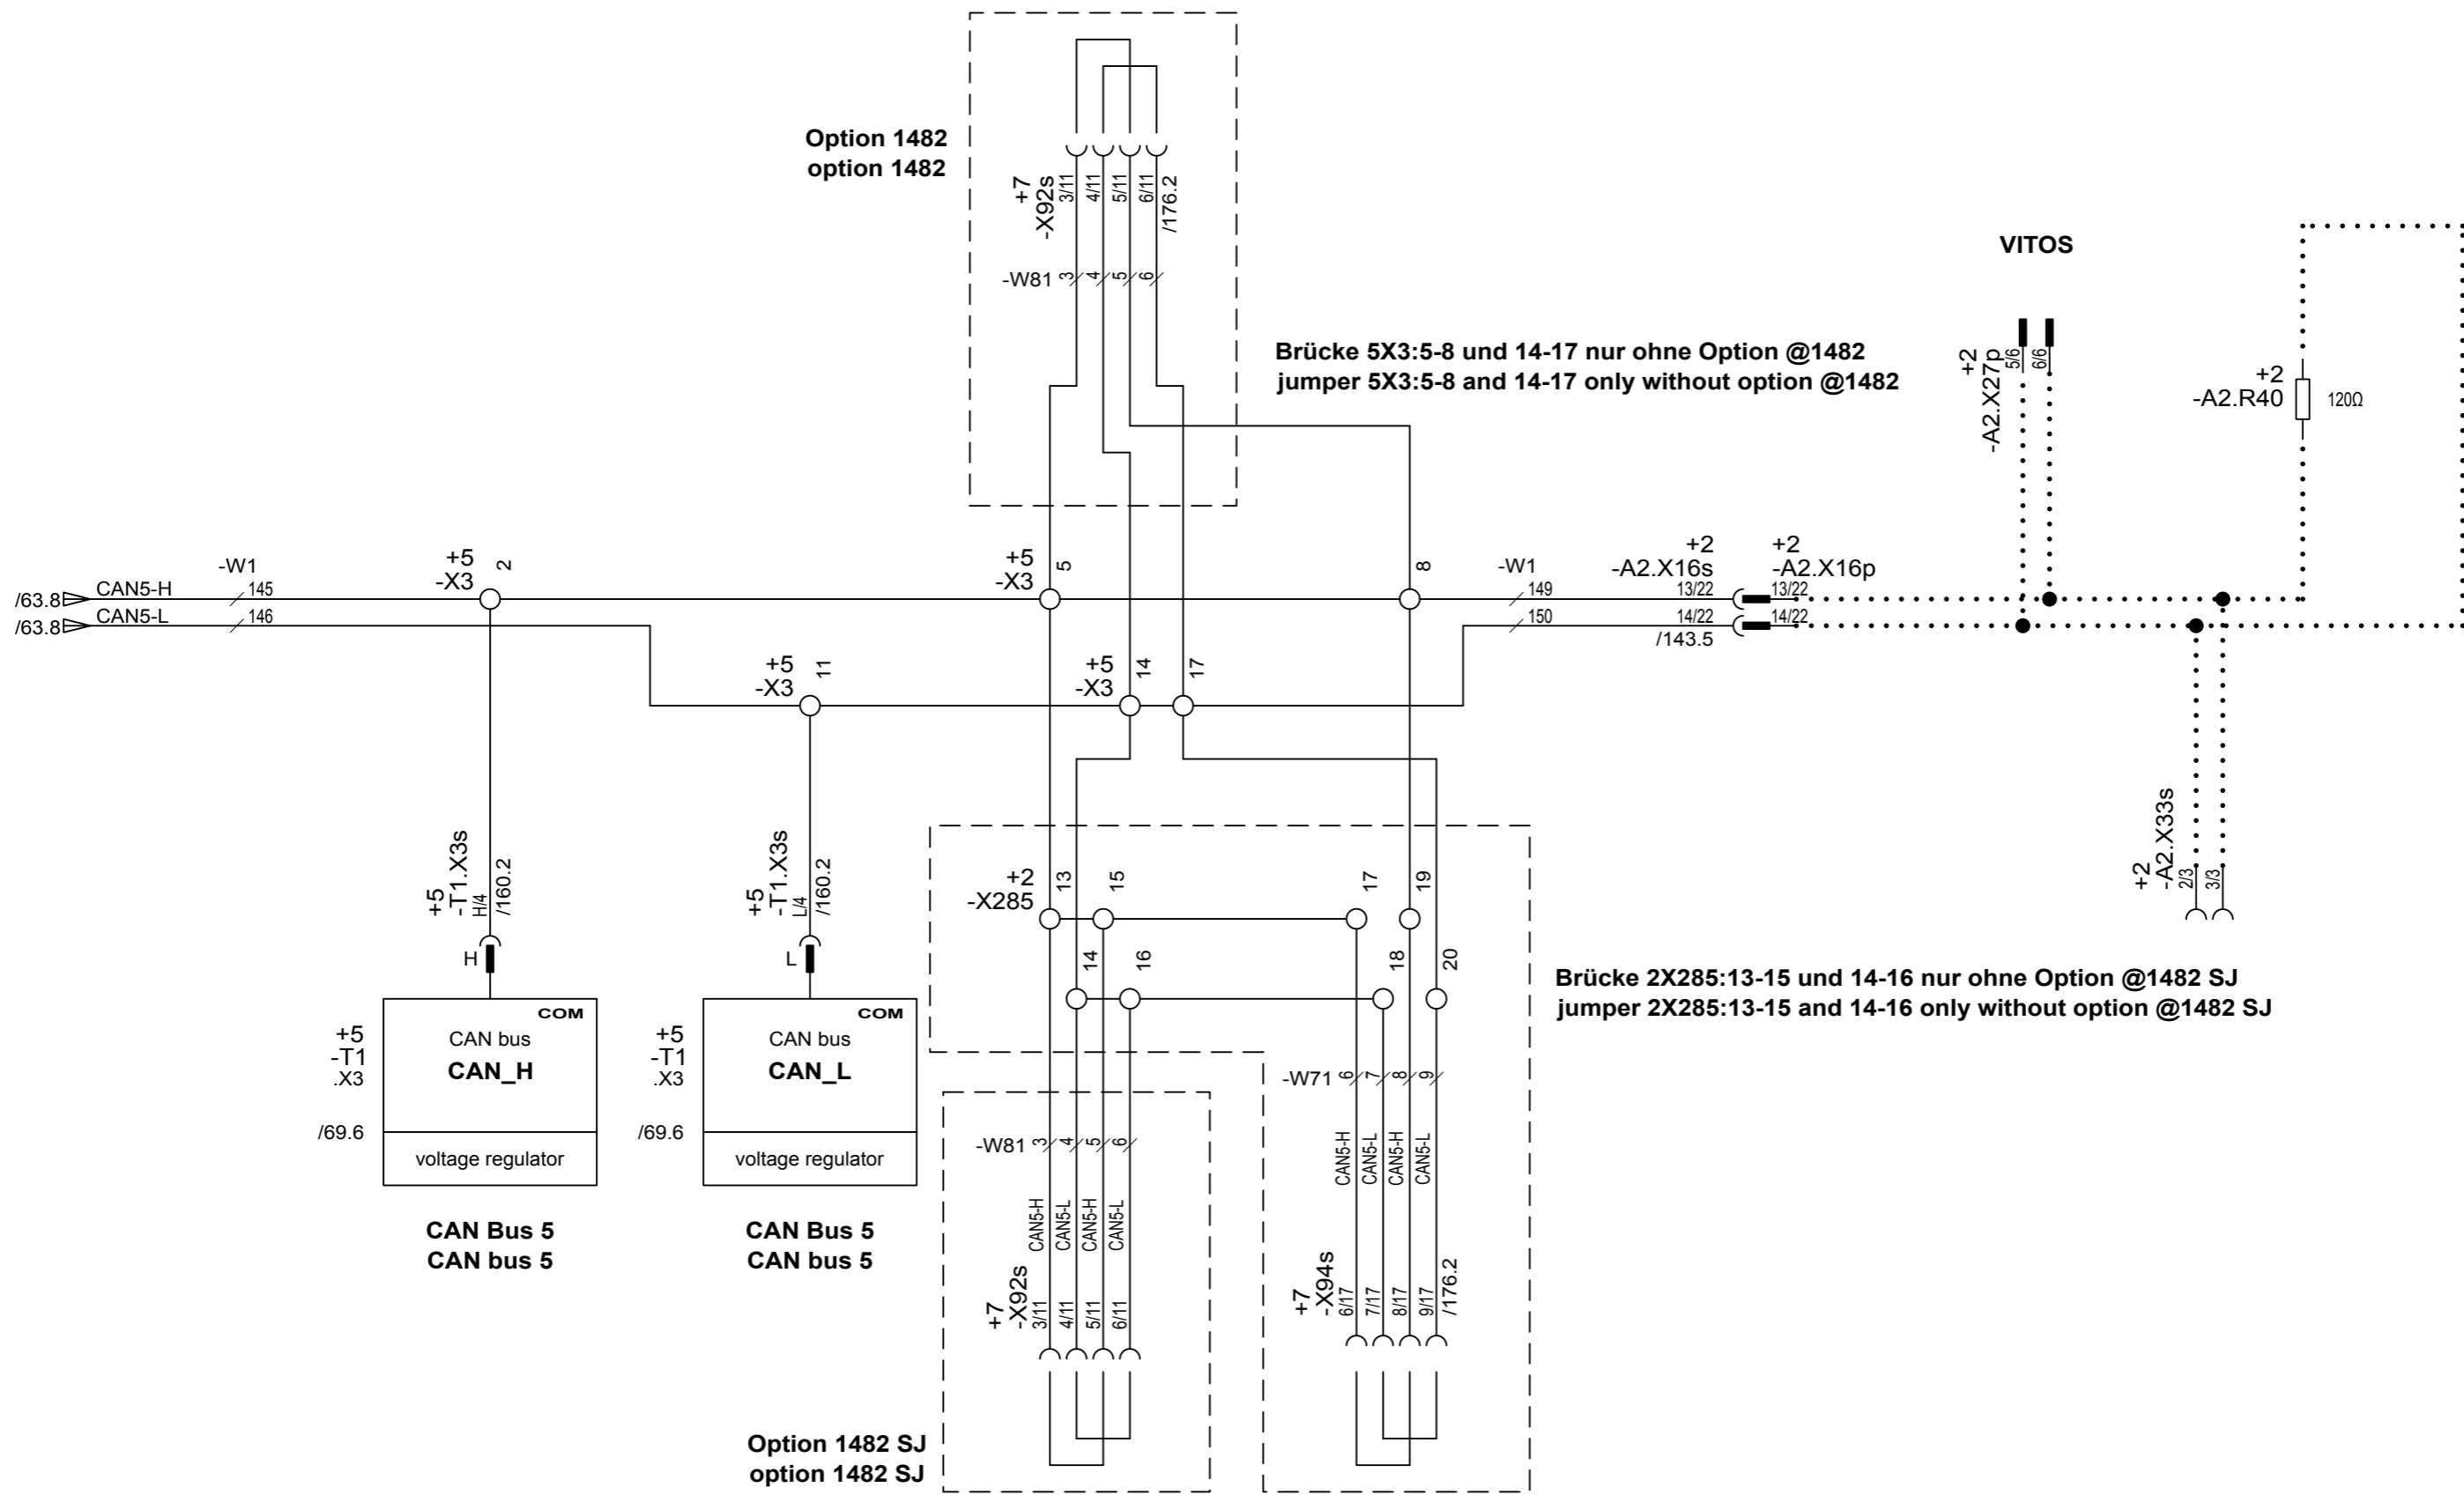 Option 1482
option 1482
+7
-X92s
3/11
4/11
5/11
6/11
/176.2
-W81
3
4
5
6
Brücke 5X3:5-8 und 14-17 nur ohne Option @1482
jumper 5X3:5-8 and 14-17 only without option @1482
VITOS
+2
-A2.X27p
5/6
6/6
+2
-A2.R40
120Ω
/63.8
CAN5-H
-W1
145
+5
-X3
2
+5
-X3
5
8
-W1
149
+2
-A2.X16s
13/22
+2
-A2.X16p
13/22
/63.8
CAN5-L
146
150
14/22
14/22
/143.5
+5
-X3
11
+5
-X3
14
17
+5
-T1.X3s
H/4
/160.2
H
+5
-T1.X3s
L/4
/160.2
L
+2
-X285
13
15
17
19
14
16
18
20
+2
-A2.X33s
2/3
3/3
Brücke 2X285:13-15 und 14-16 nur ohne Option @1482 SJ
jumper 2X285:13-15 and 14-16 only without option @1482 SJ
+5
-T1
.X3
/69.6
COM
CAN bus
CAN_H
voltage regulator
CAN Bus 5
CAN bus 5
+5
-T1
.X3
/69.6
COM
CAN bus
CAN_L
voltage regulator
CAN Bus 5
CAN bus 5
-W81
3
4
5
6
CAN5-H
CAN5-L
CAN5-H
CAN5-L
+7
-X92s
3/11
4/11
5/11
6/11
-W71
6
7
8
9
CAN5-H
CAN5-L
CAN5-H
CAN5-L
+7
-X94s
6/17
7/17
8/17
9/17
/176.2
Option 1482 SJ
option 1482 SJ